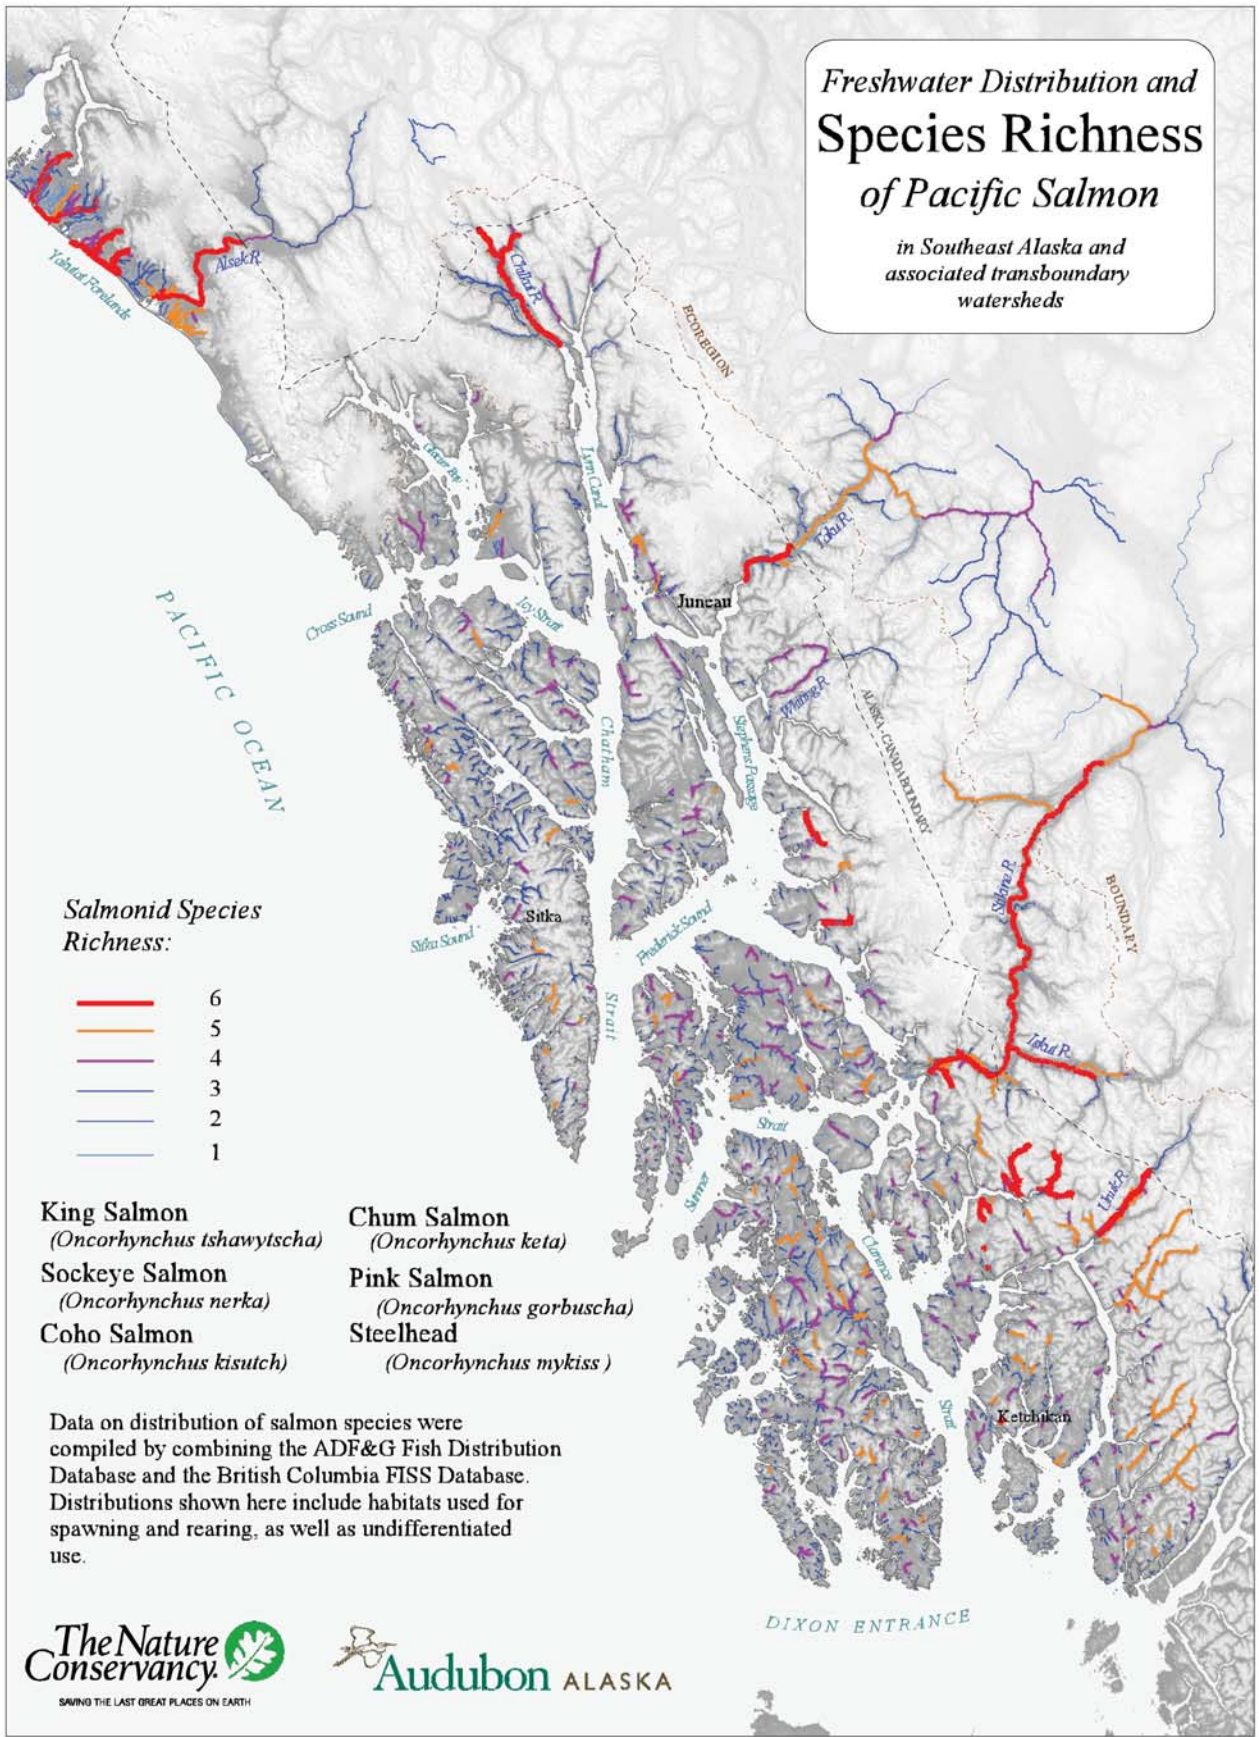 Freshwater Distribution and
Species Richness
of Pacific Salmon
in Southeast Alaska and
associated transboundary
watersheds
Yakutat Forelands
Alsek R.
Chilkat R.
ECOREGION
Glacier Bay
Lynn Canal
Taku R.
Juneau
Cross Sound
Icy Strait
PACIFIC OCEAN
Whiting R.
ALASKA - CANADA BOUNDARY
Chatham
Stephens Passage
Stikine R.
BOUNDARY
Sitka
Sitka Sound
Frederick Sound
Strait
Iskut R.
Strait
Sumner
Unuk R.
Clarence
Strait
Ketchikan
DIXON ENTRANCE
Salmonid Species
Richness:
6
5
4
3
2
1
King Salmon
(Oncorhynchus tshawytscha)
Sockeye Salmon
(Oncorhynchus nerka)
Coho Salmon
(Oncorhynchus kisutch)
Chum Salmon
(Oncorhynchus keta)
Pink Salmon
(Oncorhynchus gorbuscha)
Steelhead
(Oncorhynchus mykiss )
Data on distribution of salmon species were
compiled by combining the ADF&G Fish Distribution
Database and the British Columbia FISS Database.
Distributions shown here include habitats used for
spawning and rearing, as well as undifferentiated
use.
The Nature
Conservancy.
SAVING THE LAST GREAT PLACES ON EARTH
Audubon ALASKA